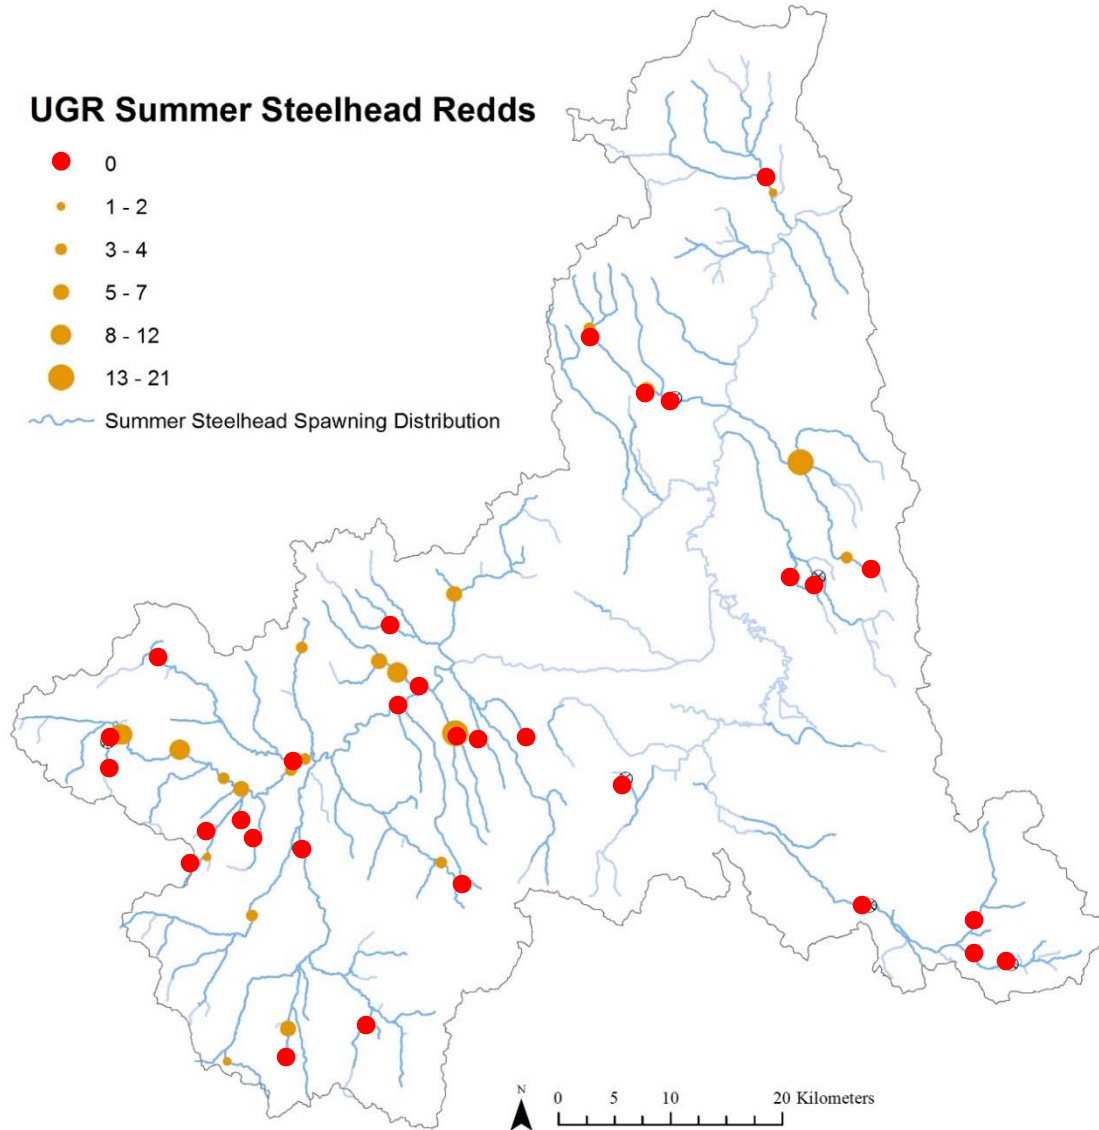 UGR Summer Steelhead Redds
0
1 - 2
3 - 4
5 - 7
8 - 12
13 - 21
Summer Steelhead Spawning Distribution
N
0 5 10 20 Kilometers